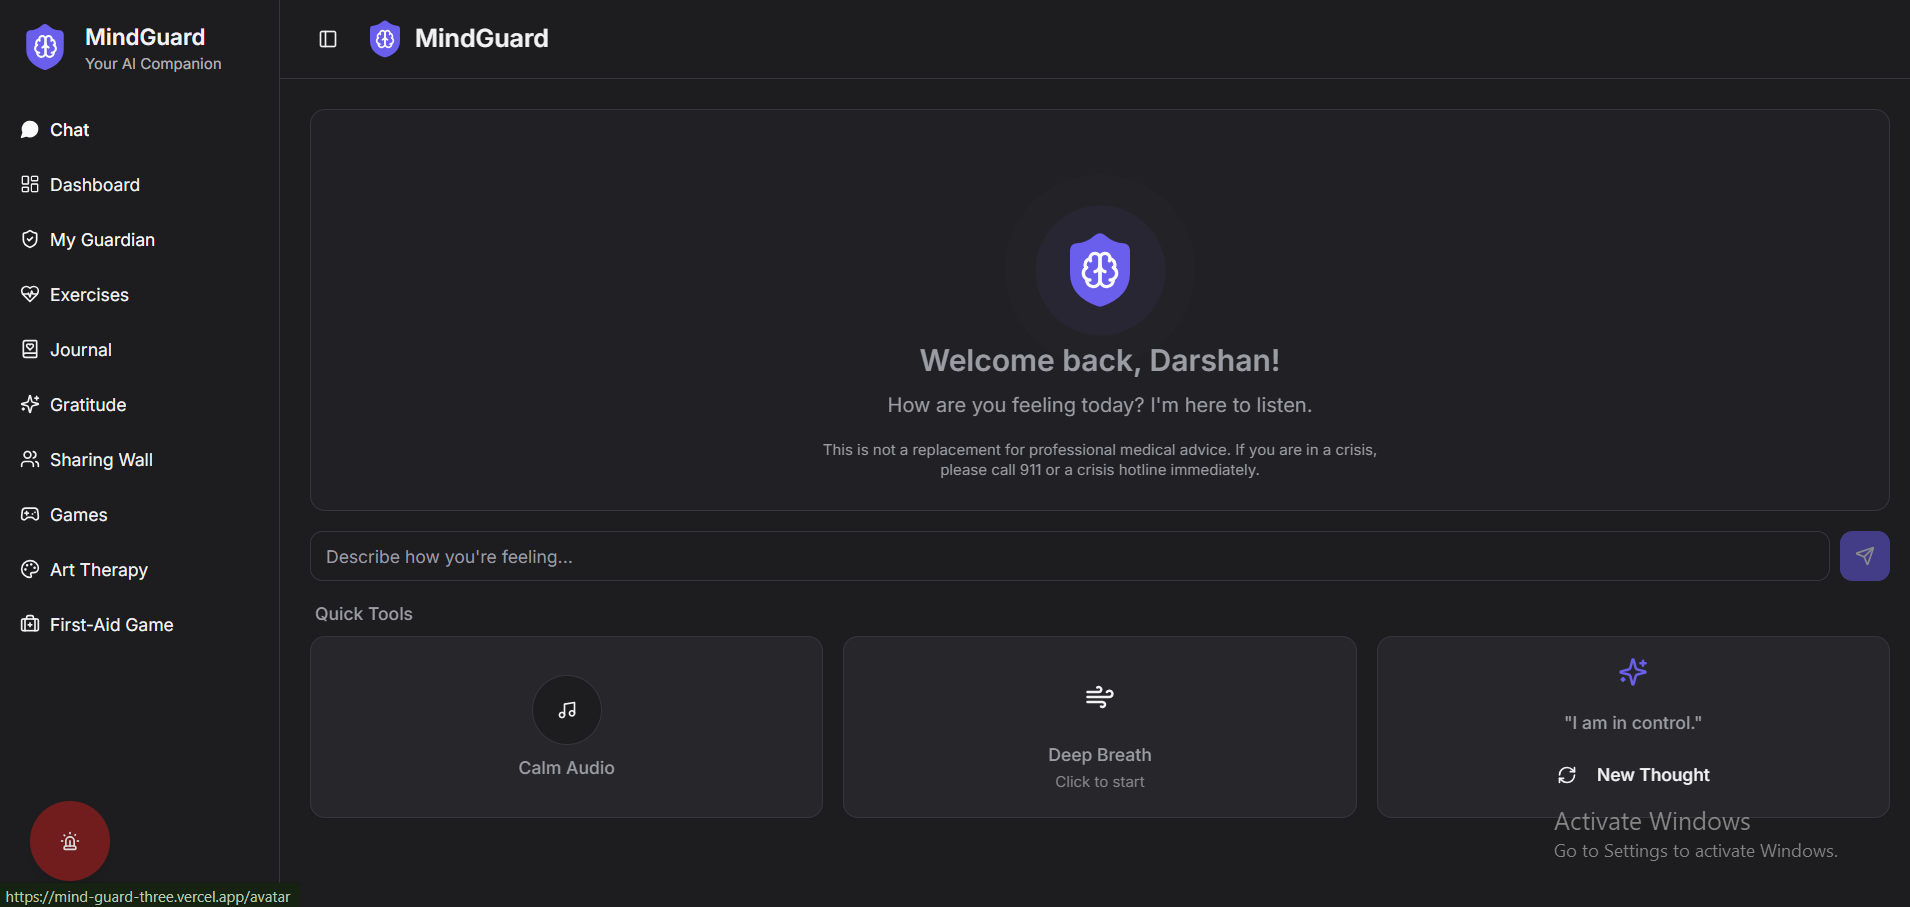 MindGuard
Your AI Companion
Chat
Dashboard
My Guardian
Exercises
Journal
Gratitude
Sharing Wall
Games
Art Therapy
First-Aid Game
https://mind-guard-three.vercel.app/avatar
MindGuard
Welcome back, Darshan!
How are you feeling today? I'm here to listen.
This is not a replacement for professional medical advice. If you are in a crisis,
please call 911 or a crisis hotline immediately.
Describe how you're feeling...
Quick Tools
Calm Audio
Deep Breath
Click to start
"I am in control."
New Thought
Activate Windows
Go to Settings to activate Windows.